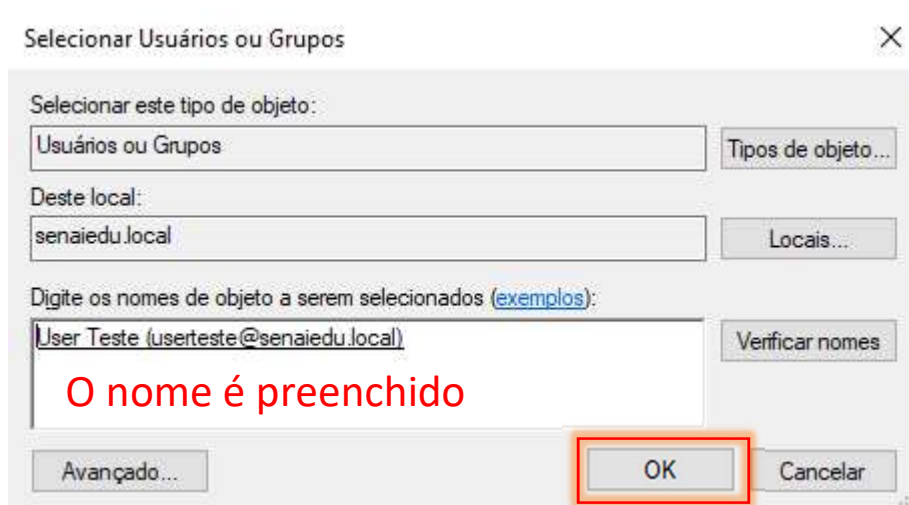 Selecionar Usuários ou Grupos
Selecionar este tipo de objeto:
Usuários ou Grupos
Tipos de objeto...
Deste local:
senaiedu.local
Locais...
Digite os nomes de objeto a serem selecionados (exemplos):
User Teste (userteste@senaiedu.local)
Verificar nomes
O nome é preenchido
Avançado...
OK
Cancelar